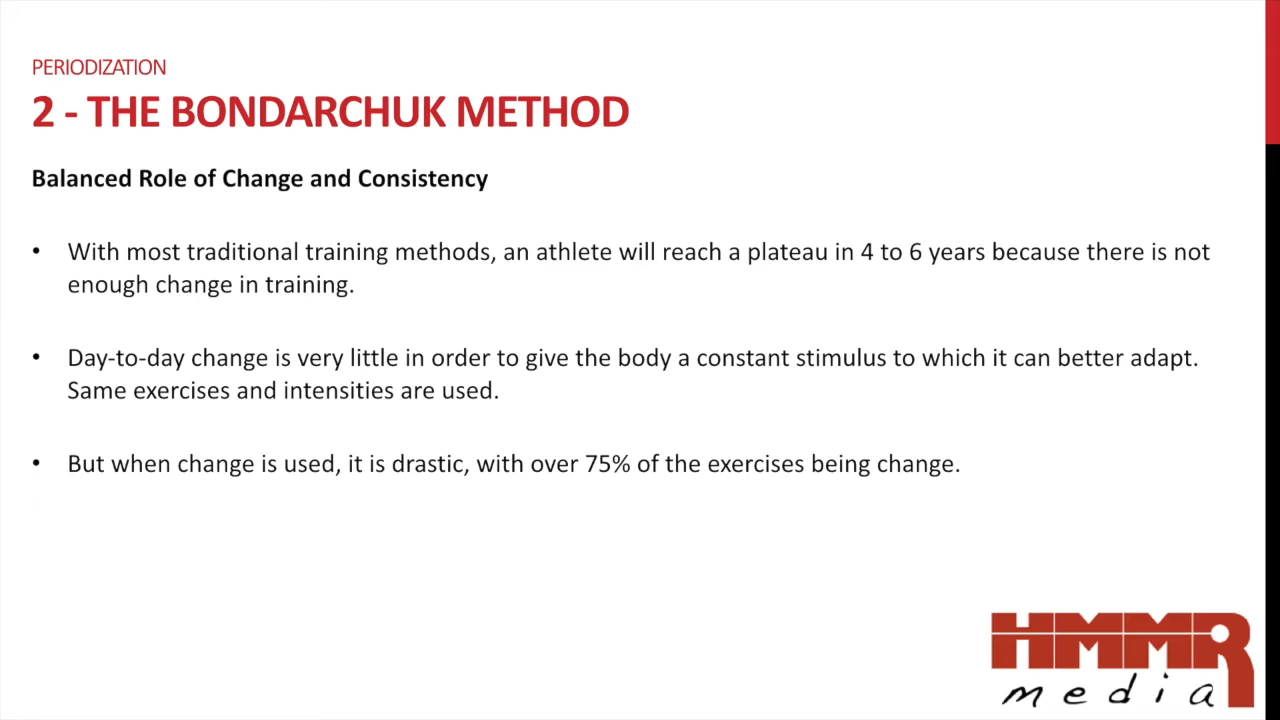 PERIODIZATION
2 - THE BONDARCHUK METHOD
Balanced Role of Change and Consistency
• With most traditional training methods, an athlete will reach a plateau in 4 to 6 years because there is not
enough change in training.
• Day-to-day change is very little in order to give the body a constant stimulus to which it can better adapt.
Same exercises and intensities are used.
• But when change is used, it is drastic, with over 75% of the exercises being change.
HMMR
media